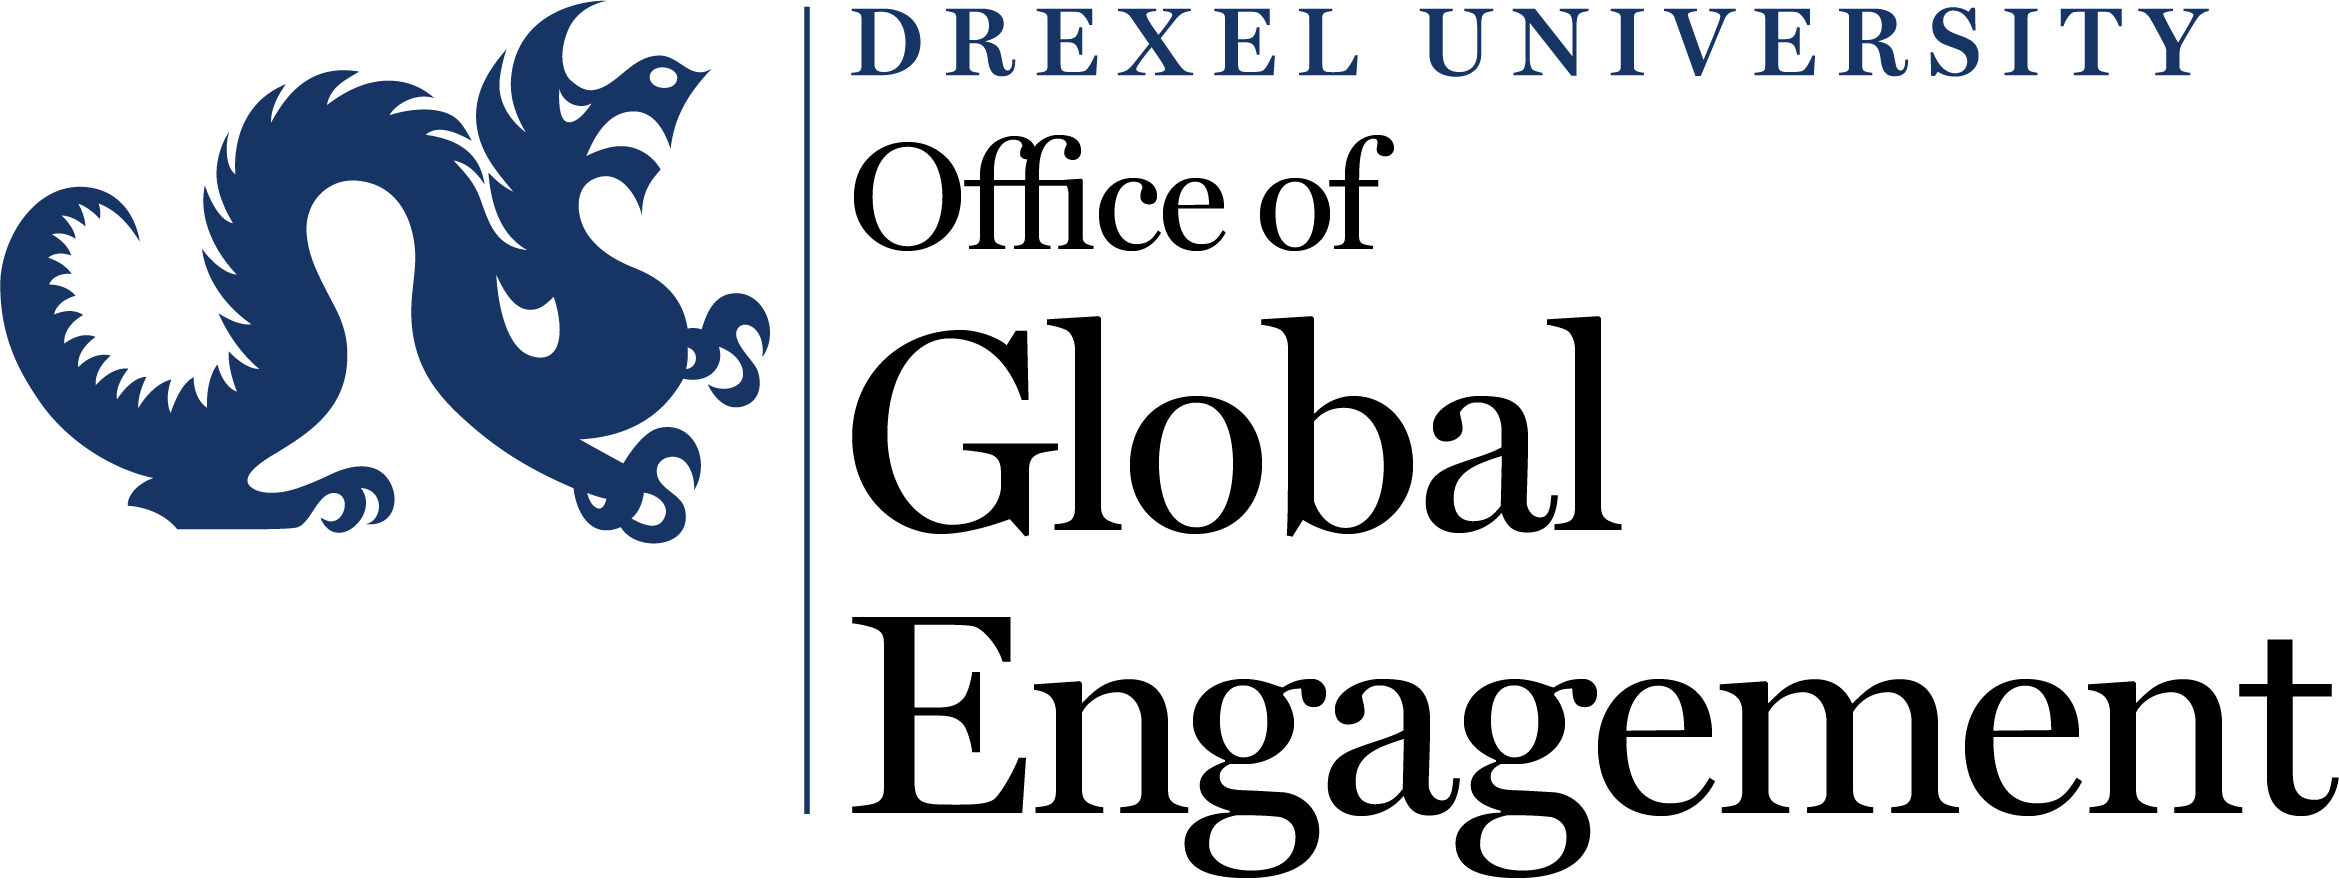 DREXEL UNIVERSITY
Office of
Global
Engagement